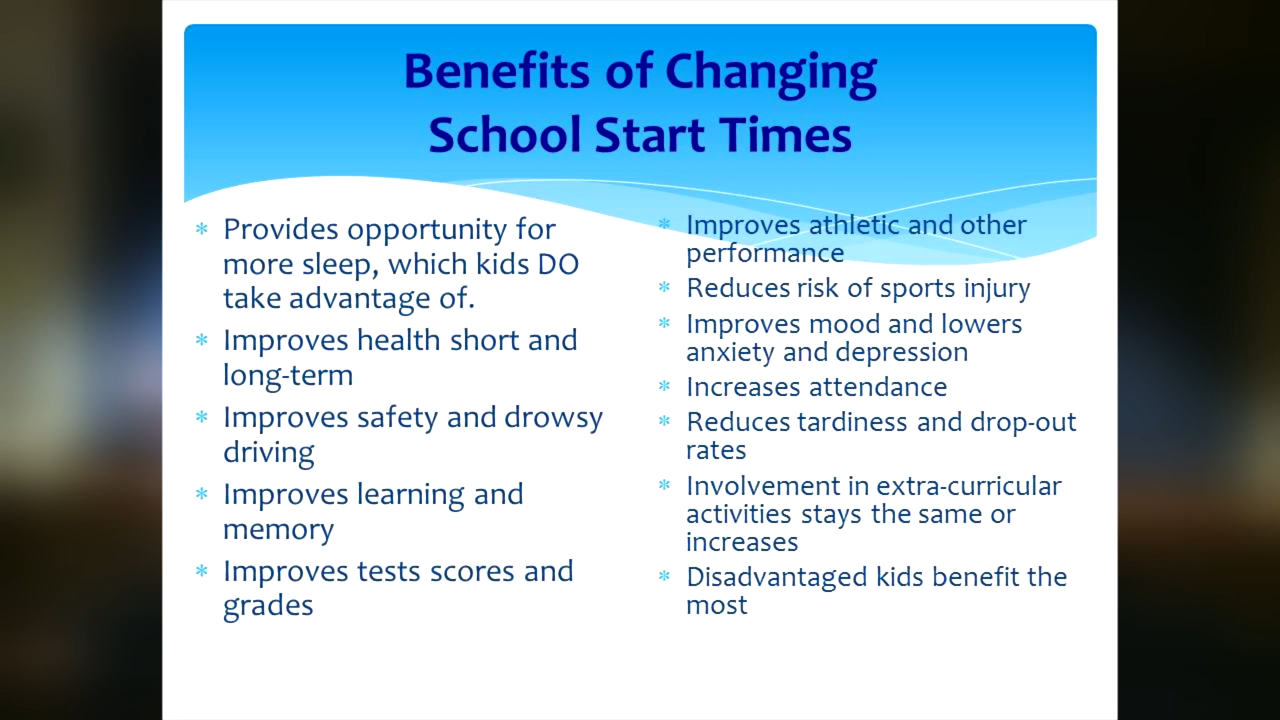 Benefits of Changing
School Start Times
* Provides opportunity for
more sleep, which kids DO
take advantage of.
* Improves health short and
long-term
* Improves safety and drowsy
driving
* Improves learning and
memory
* Improves tests scores and
grades
* Improves athletic and other
performance
* Reduces risk of sports injury
* Improves mood and lowers
anxiety and depression
* Increases attendance
* Reduces tardiness and drop-out
rates
* Involvement in extra-curricular
activities stays the same or
increases
* Disadvantaged kids benefit the
most